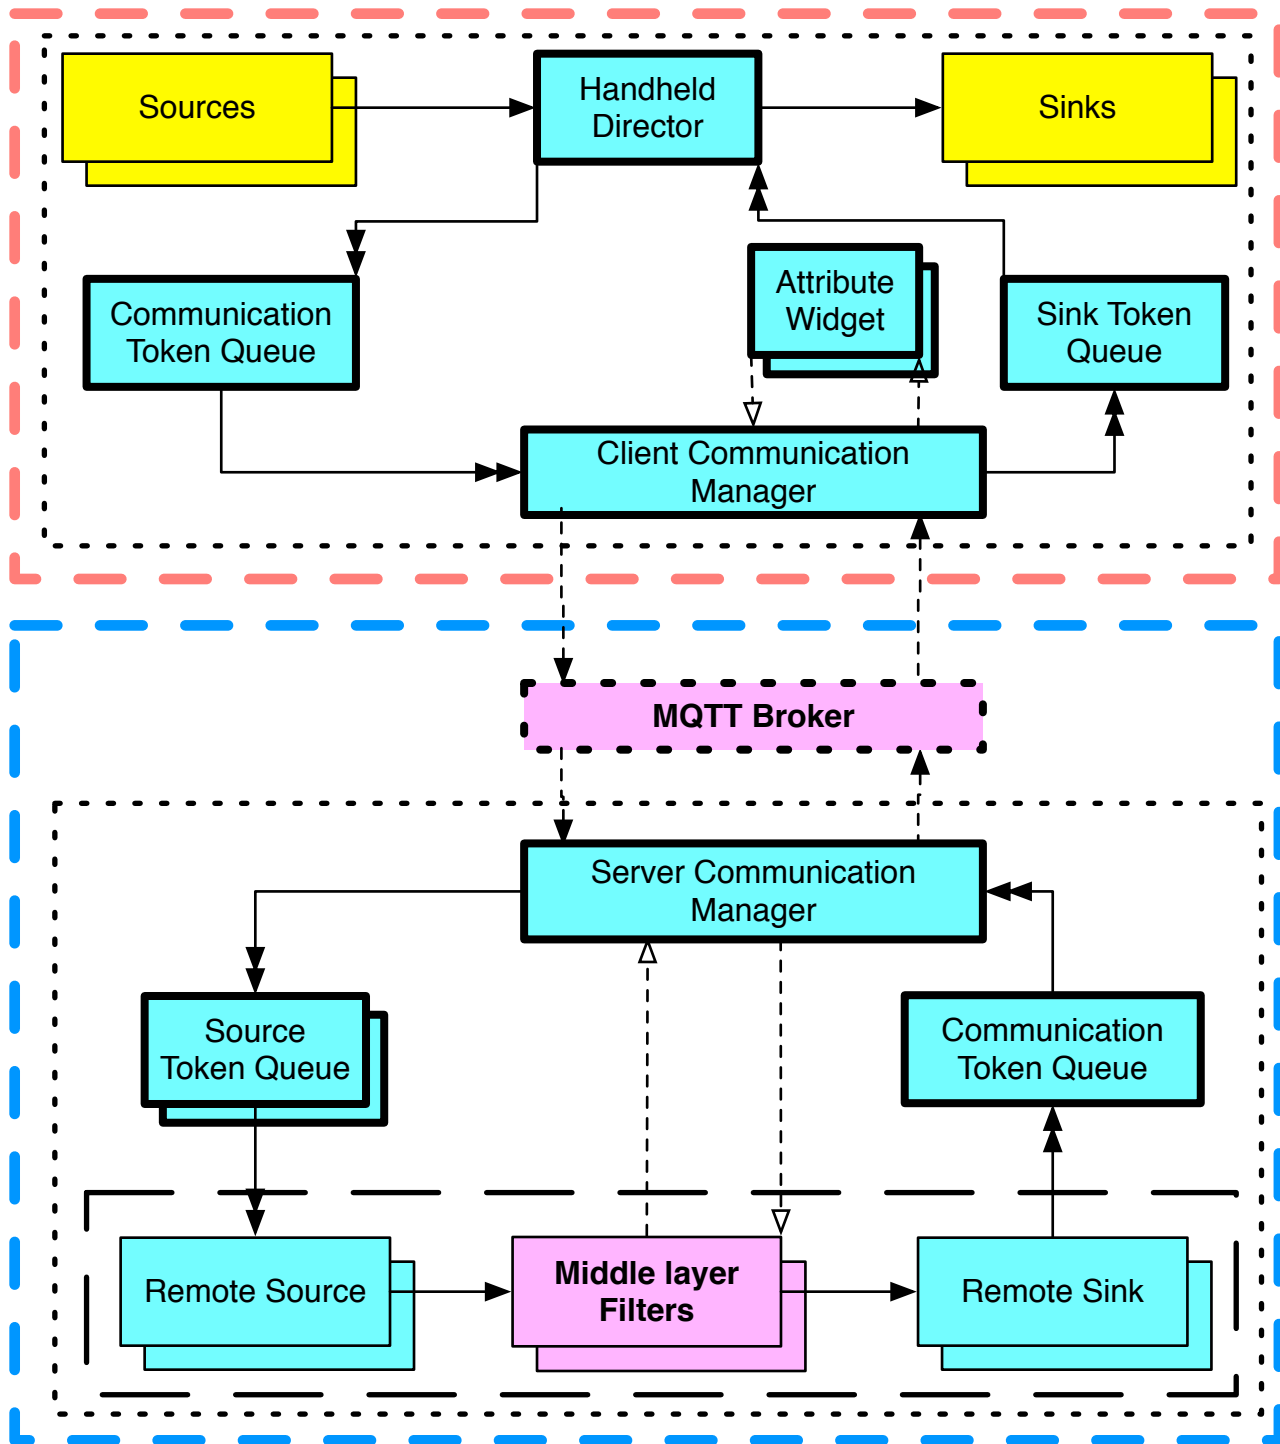 Sources
Handheld
Director
Sinks
Communication
Token Queue
Attribute
Widget
Sink Token
Queue
Client Communication
Manager
MQTT Broker
Server Communication
Manager
Source
Token Queue
Communication
Token Queue
Remote Source
Middle layer
Filters
Remote Sink